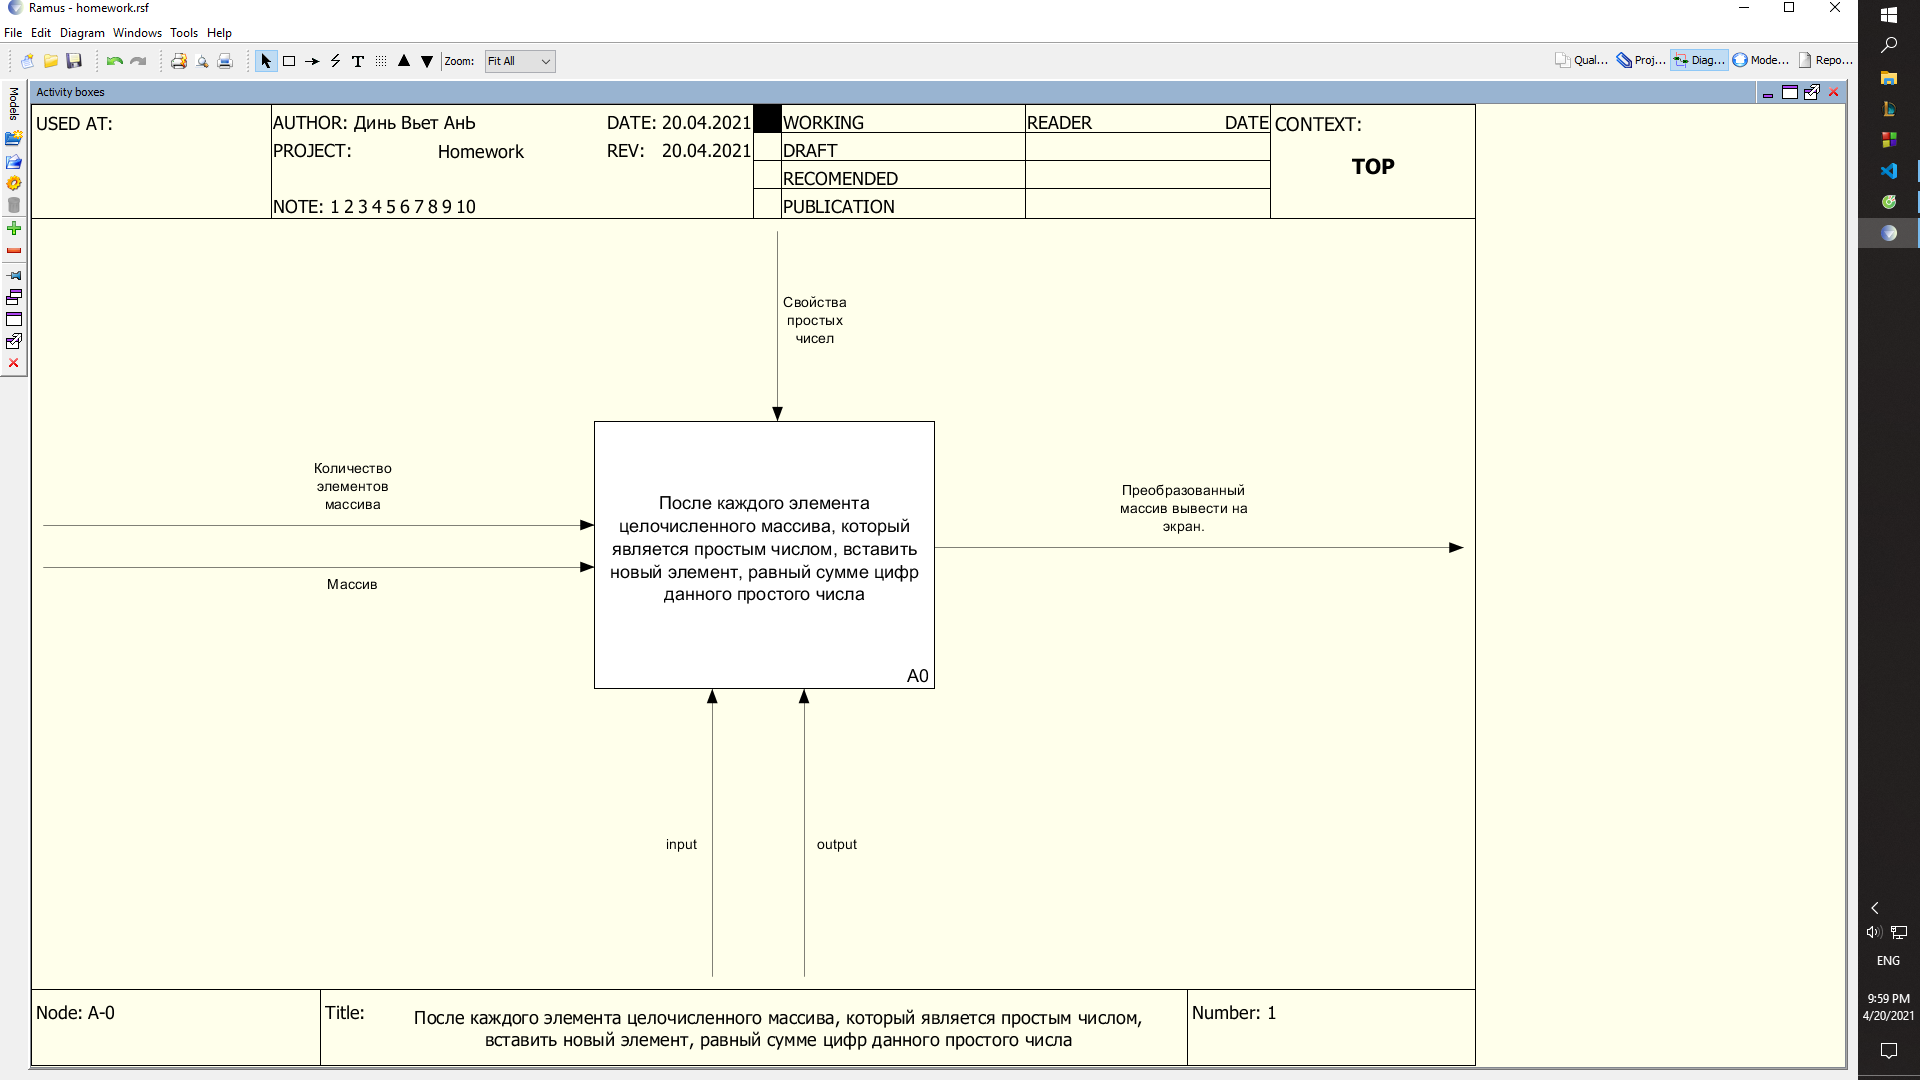 Ramus - homework.rsf
File Edit Diagram Windows Tools Help
Zoom: Fit All
Qual... Proj... Diag... Mode... Repo...
Models
Activity boxes
USED AT:
AUTHOR: Динь Вьет АнЬ
DATE: 20.04.2021
PROJECT: Homework
REV: 20.04.2021
NOTE: 1 2 3 4 5 6 7 8 9 10
WORKING
DRAFT
RECOMENDED
PUBLICATION
READER DATE
CONTEXT:
TOP
Свойства
простых
чисел
Количество
элементов
массива
Массив
После каждого элемента
целочисленного массива, который
является простым числом, вставить
новый элемент, равный сумме цифр
данного простого числа
A0
Преобразованный
массив вывести на
экран.
input
output
Node: A-0
Title:
После каждого элемента целочисленного массива, который является простым числом,
вставить новый элемент, равный сумме цифр данного простого числа
Number: 1
ENG
9:59 PM
4/20/2021